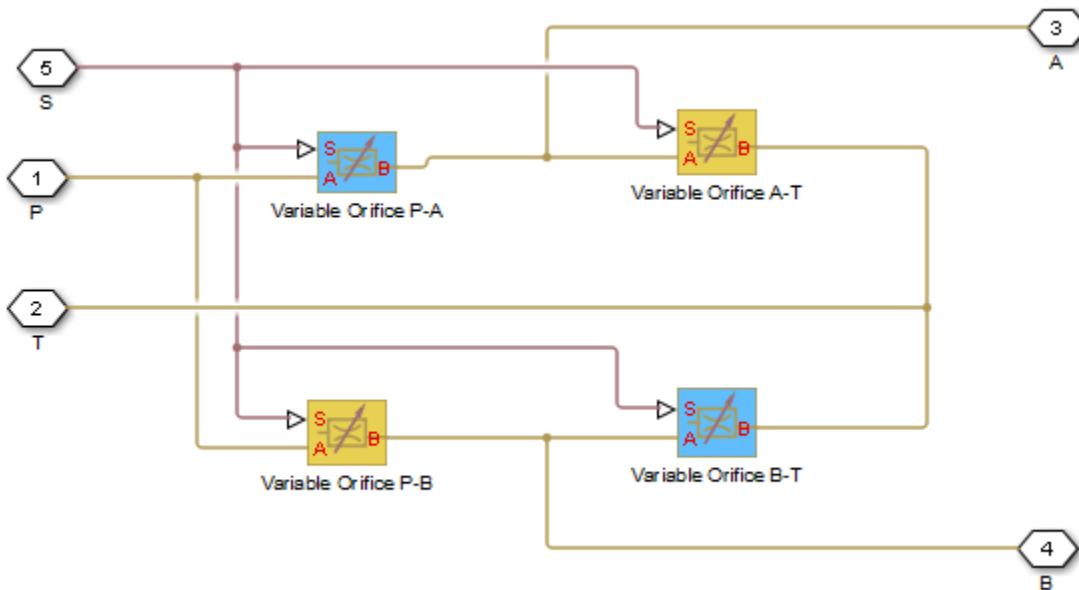 3
A
5
S
S
A
B
Variable Orifice A-T
S
A
B
Variable Orifice P-A
1
P
2
T
S
A
B
Variable Orifice P-B
S
A
B
Variable Orifice B-T
4
B